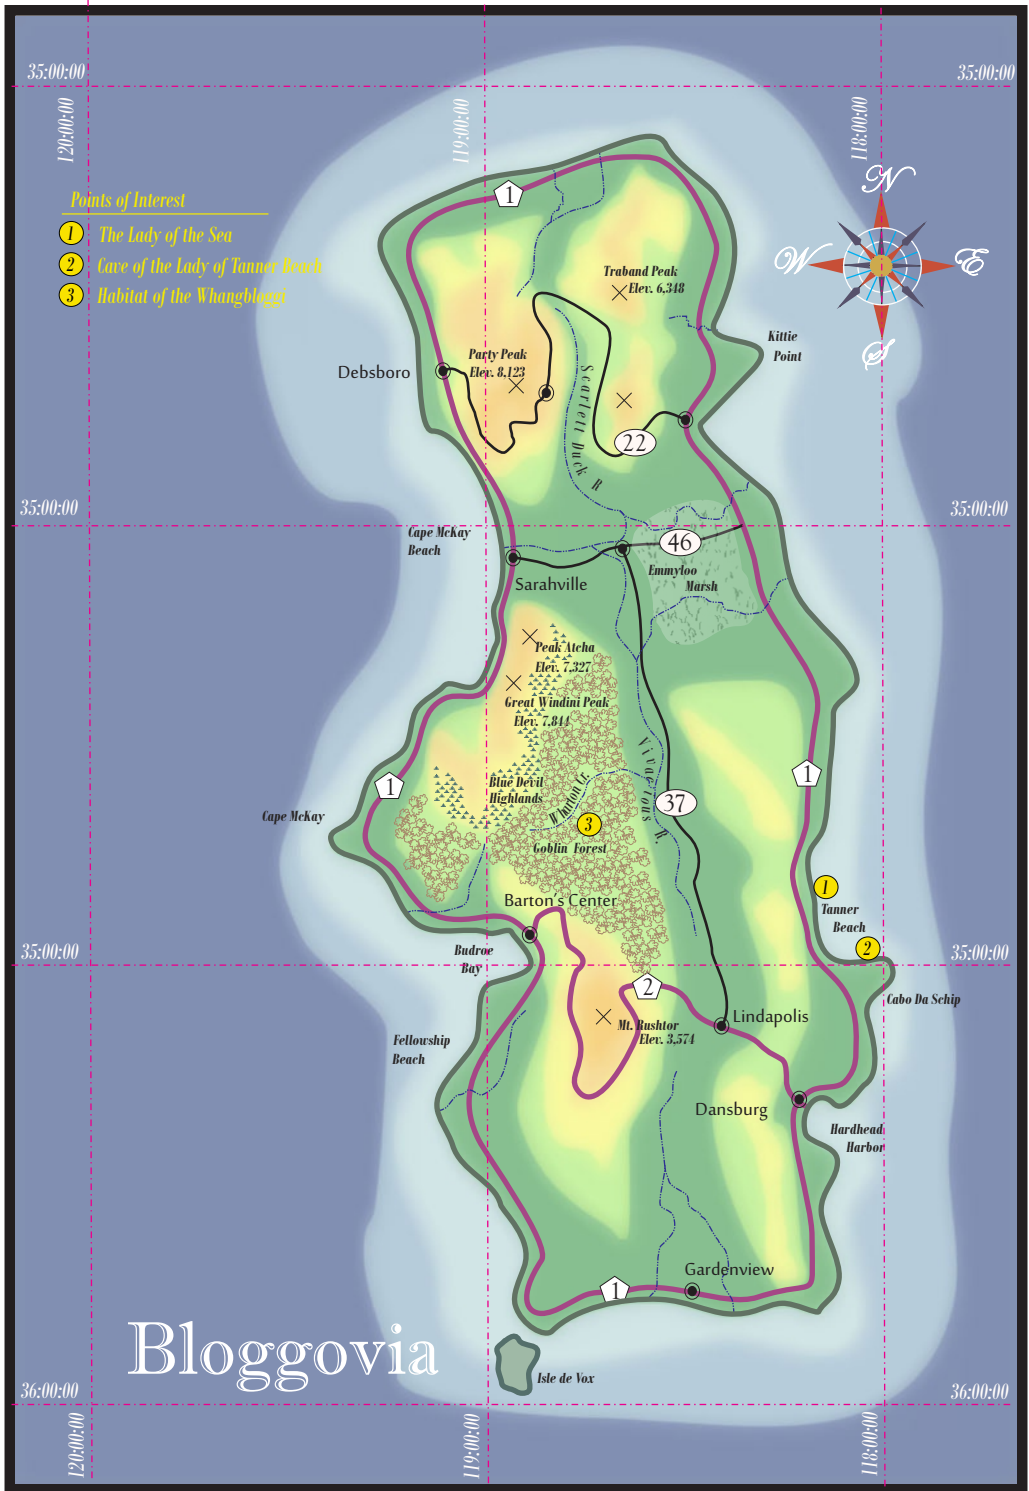 35:00:00
35:00:00
120:00:00
119:00:00
118:00:00
N
W
E
S
Points of Interest
1 The Lady of the Sea
2 Cave of the Lady of Tanner Beach
3 Habitat of the Whangbloggi
1
Traband Peak
Elev. 6,348
Kittie
Point
Party Peak
Elev. 8,123
Debsboro
Scarlett Duck R
22
35:00:00
35:00:00
Cape McKay
Beach
46
Sarahville
Emmyloo
Marsh
Peak Atcha
Elev. 7,327
Great Windini Peak
Elev. 7,844
Vivacious R.
1
1
Blue Devil
Highlands
Wharton Cr.
37
Cape McKay
3
Goblin Forest
1
Barton's Center
Tanner
Beach
2
35:00:00
35:00:00
Budroe
Bay
2
Cabo Da Schip
Lindapolis
Mt. Rushtor
Elev. 3,574
Fellowship
Beach
Dansburg
Hardhead
Harbor
Gardenview
1
Bloggovia
Isle de Vox
36:00:00
36:00:00
120:00:00
119:00:00
118:00:00